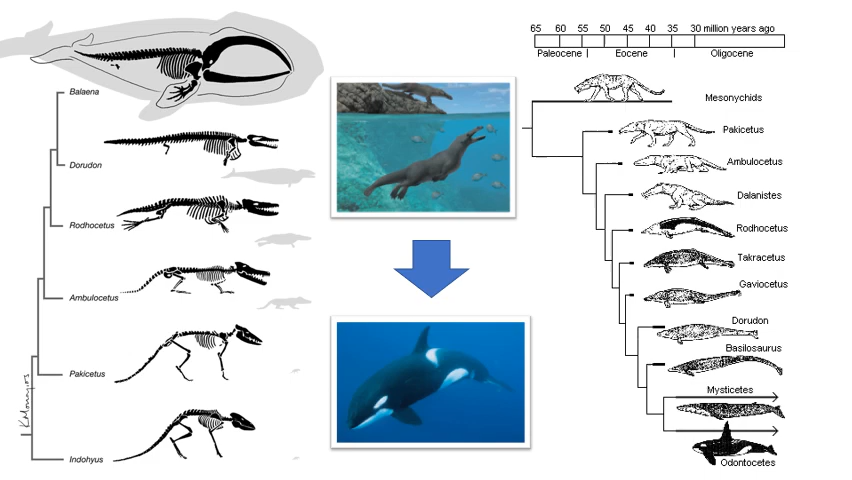 Balaena
Dorudon
Rodhocetus
Ambulocetus
Pakicetus
Indohyus
65 60 55 50 45 40 35 30 million years ago
Paleocene | Eocene | Oligocene
Mesonychids
Pakicetus
Ambulocetus
Dalanistes
Rodhocetus
Takracetus
Gaviocetus
Dorudon
Basilosaurus
Mysticetes
Odontocetes